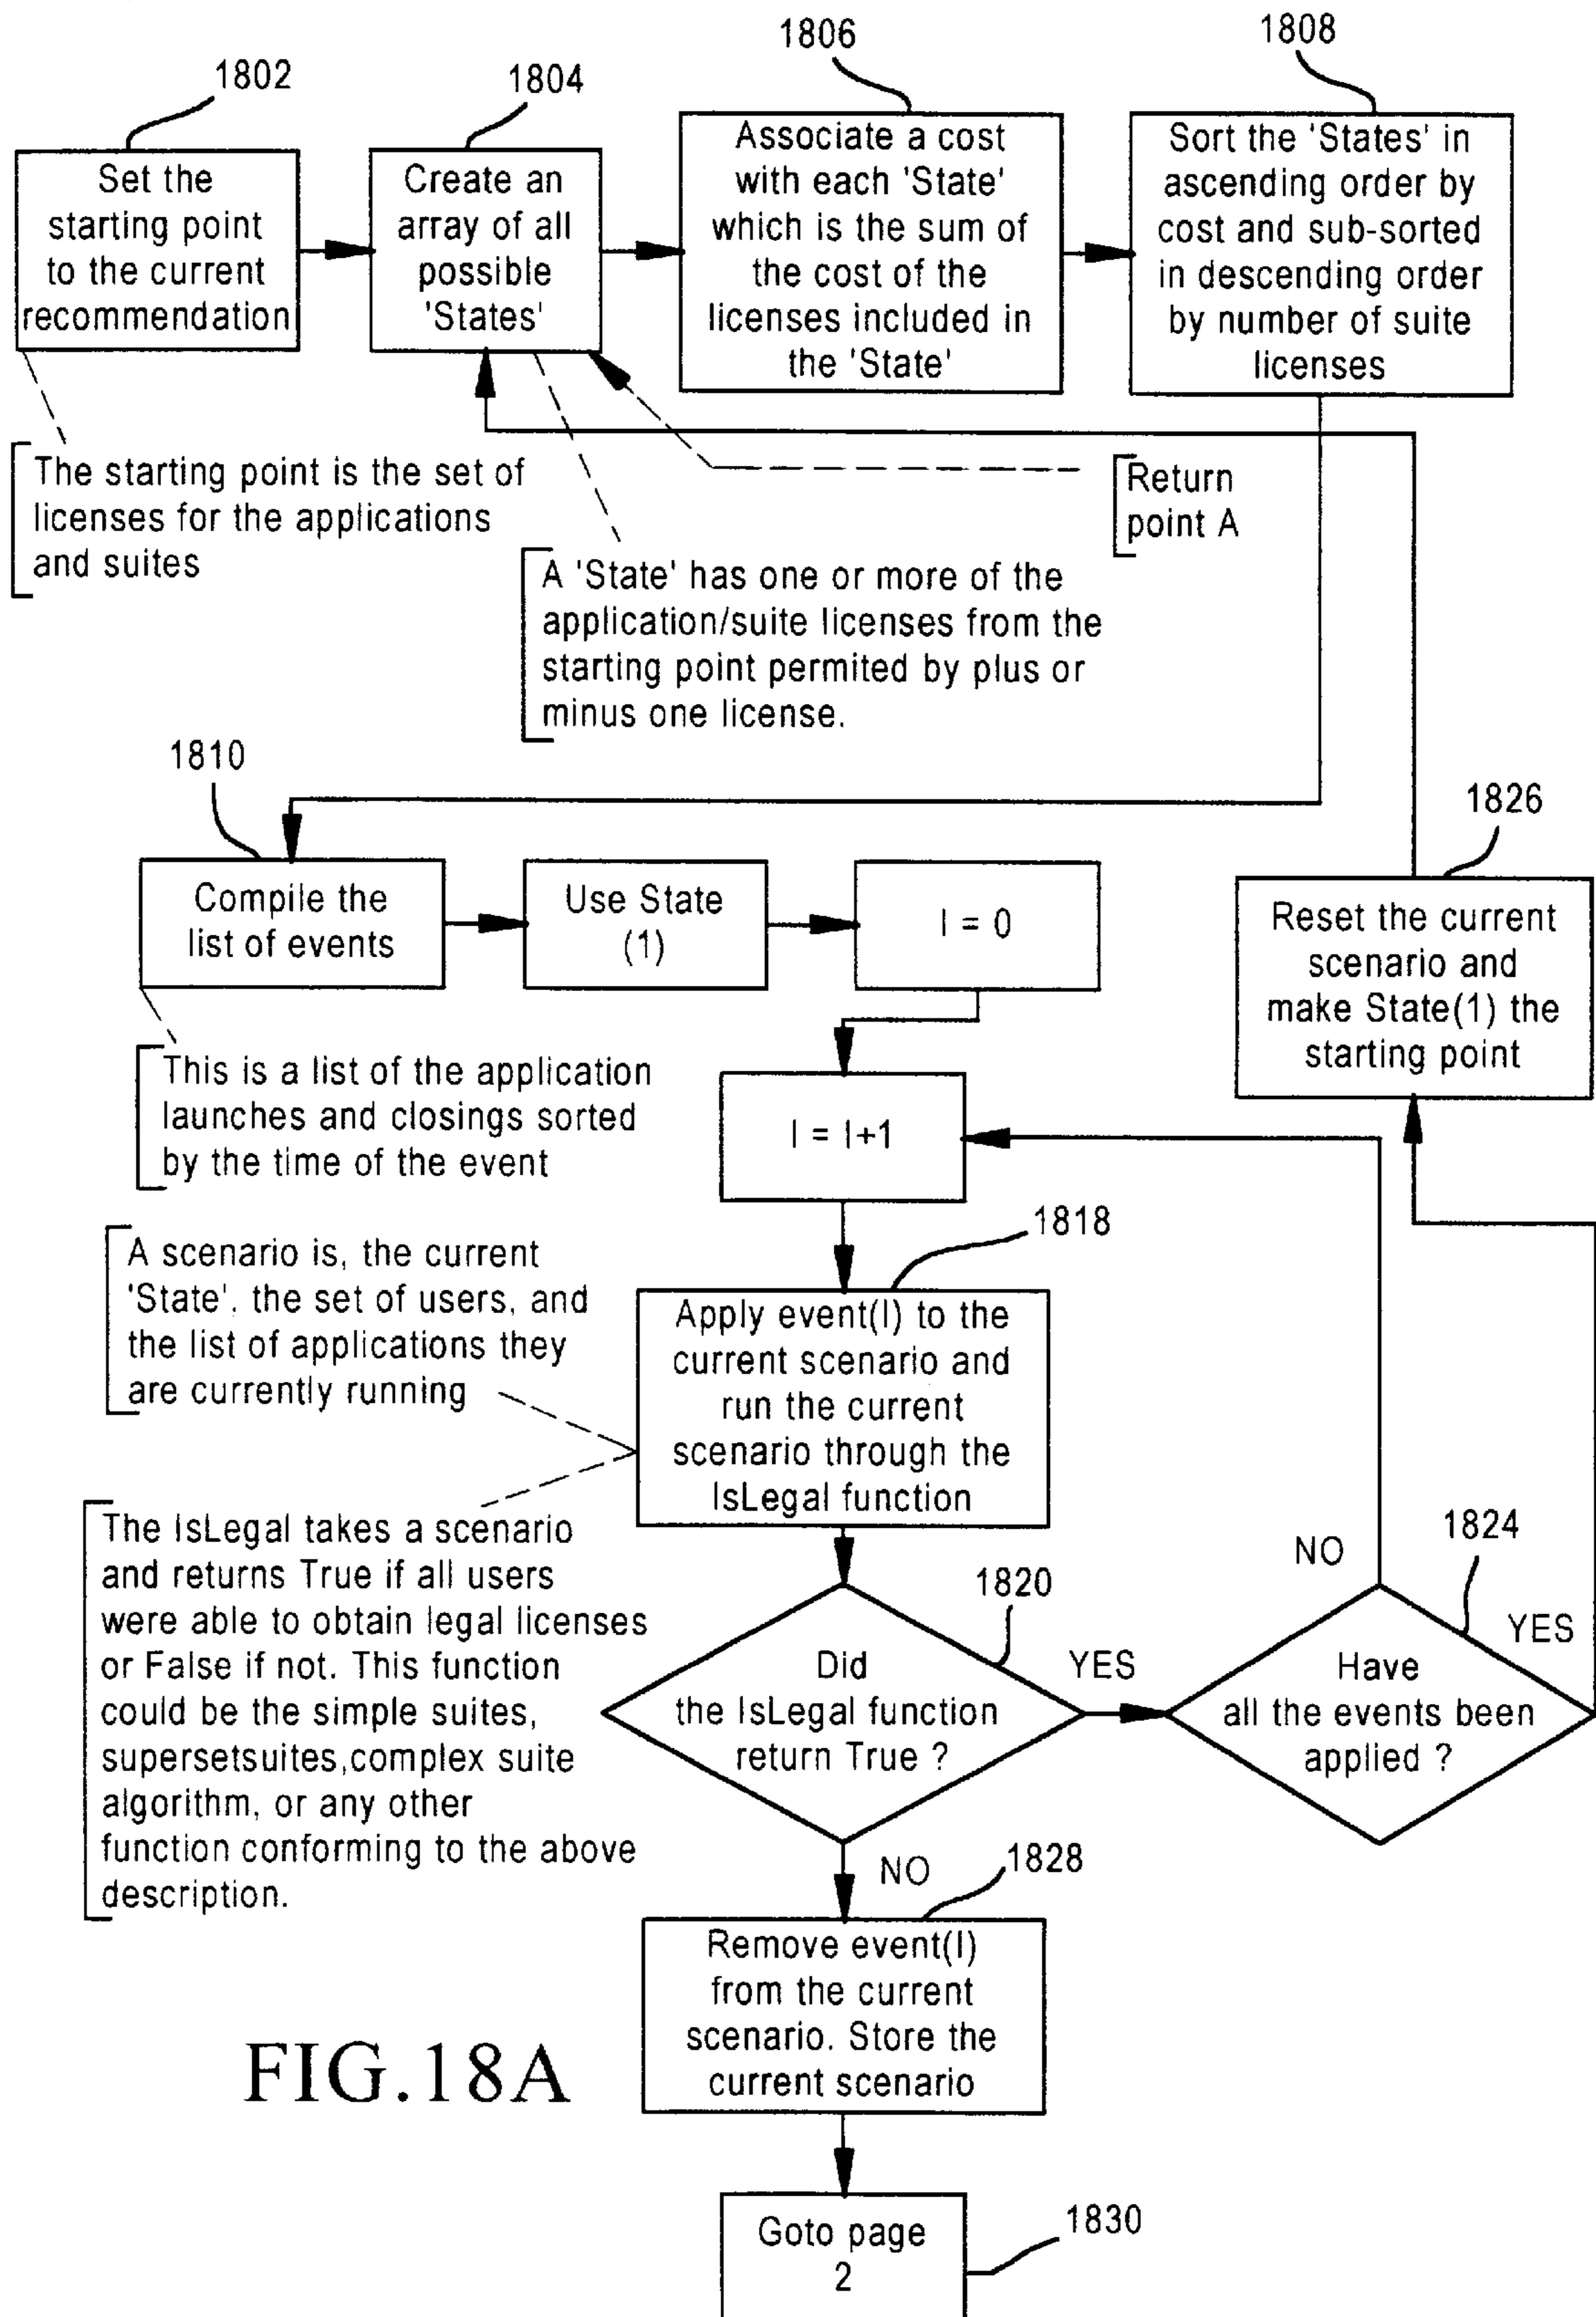 1802
1804
1806
1808
Set the
starting point
to the current
recommendation
Create an
array of all
possible
'States'
Associate a cost
with each 'State'
which is the sum of
the cost of the
licenses included in
the 'State'
Sort the 'States' in
ascending order by
cost and sub-sorted
in descending order
by number of suite
licenses
The starting point is the set of
licenses for the applications
and suites
Return
point A
A 'State' has one or more of the
application/suite licenses from the
starting point permited by plus or
minus one license.
1810
1826
Compile the
list of events
Use State
(1)
I = 0
Reset the current
scenario and
make State(1) the
starting point
This is a list of the application
launches and closings sorted
by the time of the event
I = I+1
1818
A scenario is, the current
'State', the set of users, and
the list of applications they
are currently running
Apply event(I) to the
current scenario and
run the current
scenario through the
IsLegal function
The IsLegal takes a scenario
and returns True if all users
were able to obtain legal licenses
or False if not. This function
could be the simple suites,
supersetsuites,complex suite
algorithm, or any other
function conforming to the above
description.
1820
Did
the IsLegal function
return True ?
YES
NO
1824
YES
Have
all the events been
applied ?
NO
1828
Remove event(I)
from the current
scenario. Store the
current scenario
FIG.18A
Goto page
2
1830